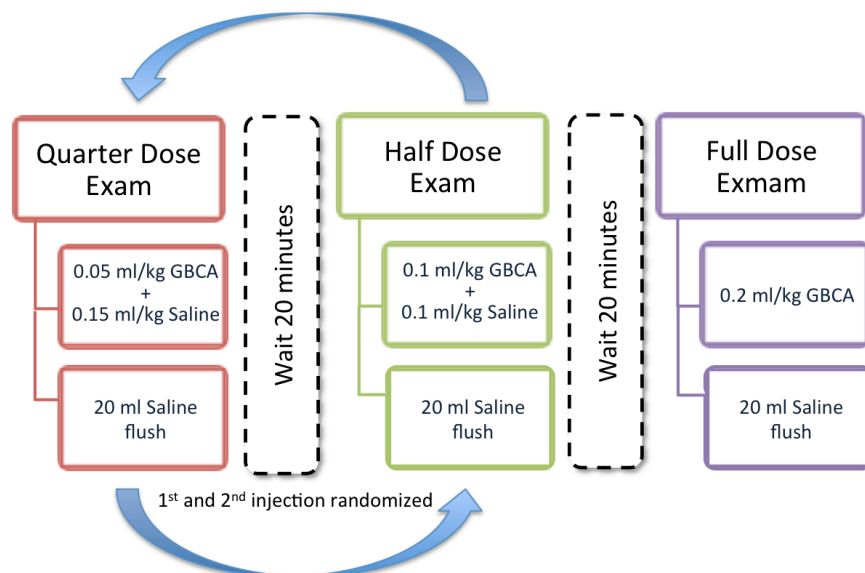 Quarter Dose
Exam
0.05 ml/kg GBCA
+
0.15 ml/kg Saline
20 ml Saline
flush
Wait 20 minutes
Half Dose
Exam
0.1 ml/kg GBCA
+
0.1 ml/kg Saline
20 ml Saline
flush
Wait 20 minutes
Full Dose
Exmam
0.2 ml/kg GBCA
20 ml Saline
flush
1st and 2nd injection randomized